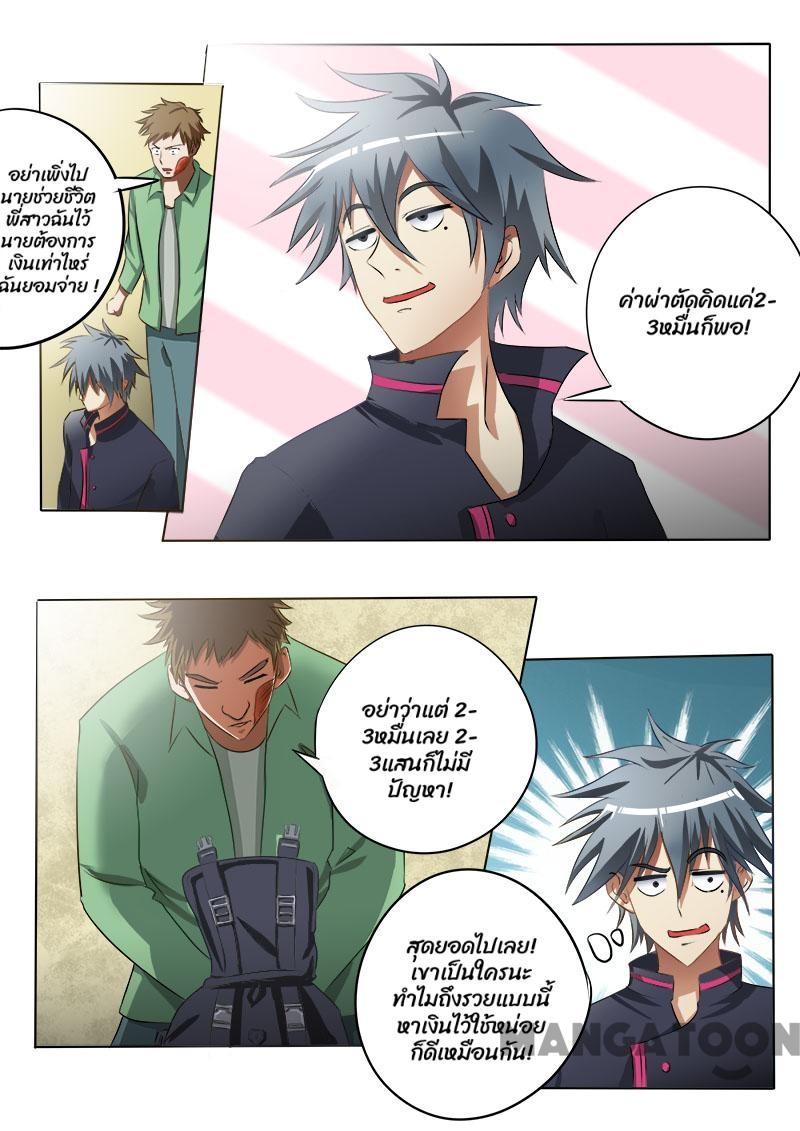 อย่าเพิ่งไป
นายช่วยชีวิต
พี่สาวฉันไว้
นายต้องการ
เงินเท่าไหร่
ฉันยอมจ่าย !
ค่าผ่าตัดคิดแค่2-
3หมื่นก็พอ!
อย่าว่าแต่ 2-
3หมื่นเลย 2-
3แสนก็ไม่มี
ปัญหา!
สุดยอดไปเลย!
เขาเป็นใครนะ
ทำไมถึงรวยแบบนี้
หาเงินไว้ใช้หน่อย
ก็ดีเหมือนกัน!
MANGATOON